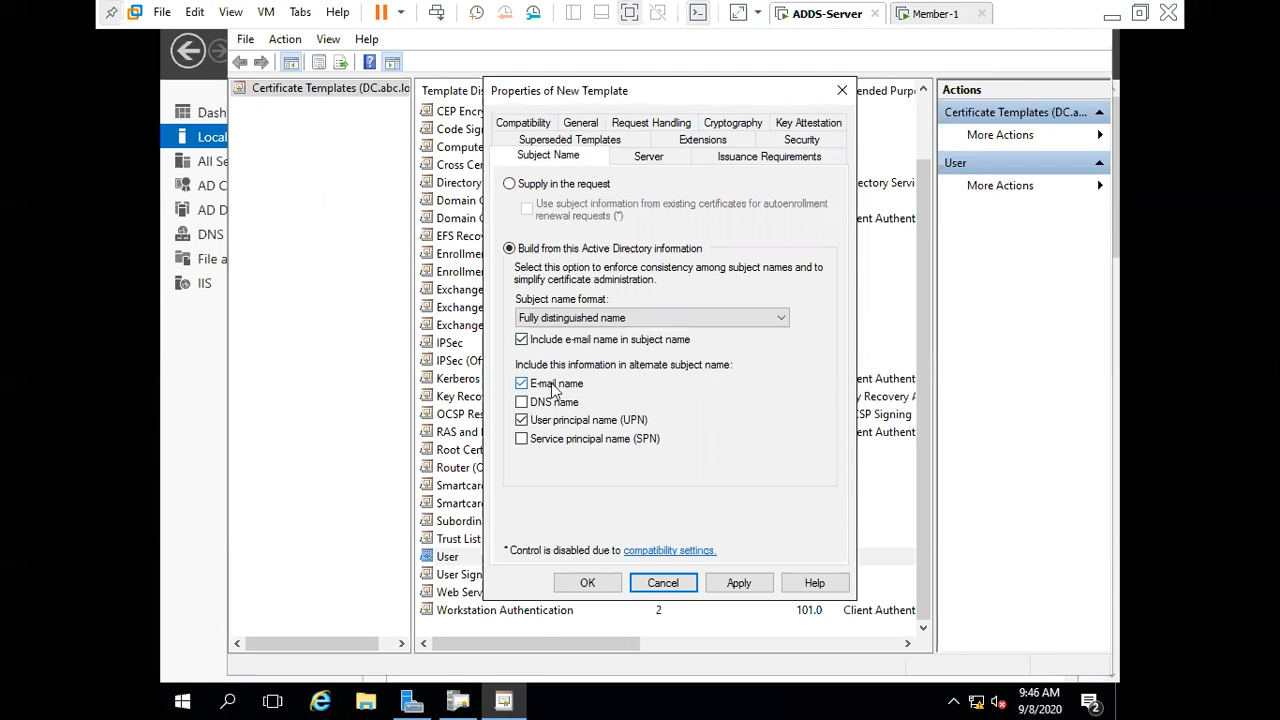 File Edit View VM Tabs Help ADDS-Server Member-1
File Action View Help
Certificate Templates (DC.abc.lo
Template Dis
ended Purpo
Actions
Certificate Templates (DC.a...
More Actions
User
More Actions
Dash
Local
All Se
AD C
AD D
DNS
File a
IIS
CEP Encry
Code Sign
Compute
Cross Cer
Directory
Domain C
Domain C
EFS Reco
Enrollme
Enrollme
Exchange
Exchange
Exchange
IPSec
IPSec (Of
Kerberos
Key Reco
OCSP Res
RAS and I
Root Cert
Router (O
Smartcar
Smartcar
Subordin
Trust List
User
User Sign
Web Serv
Workstation Authentication 2 101.0 Client Authent
ctory Servic
t Authent
t Authent
Recovery A
P Signing
t Authent
Properties of New Template
Compatibility General Request Handling Cryptography Key Attestation
Superseded Templates Extensions Security
Subject Name Server Issuance Requirements
Supply in the request
Use subject information from existing certificates for autoenrollment
renewal requests (*)
Build from this Active Directory information
Select this option to enforce consistency among subject names and to
simplify certificate administration.
Subject name format:
Fully distinguished name
Include e-mail name in subject name
Include this information in alternate subject name:
E-mail name
DNS name
User principal name (UPN)
Service principal name (SPN)
* Control is disabled due to compatibility settings.
OK Cancel Apply Help
9:46 AM
9/8/2020
2